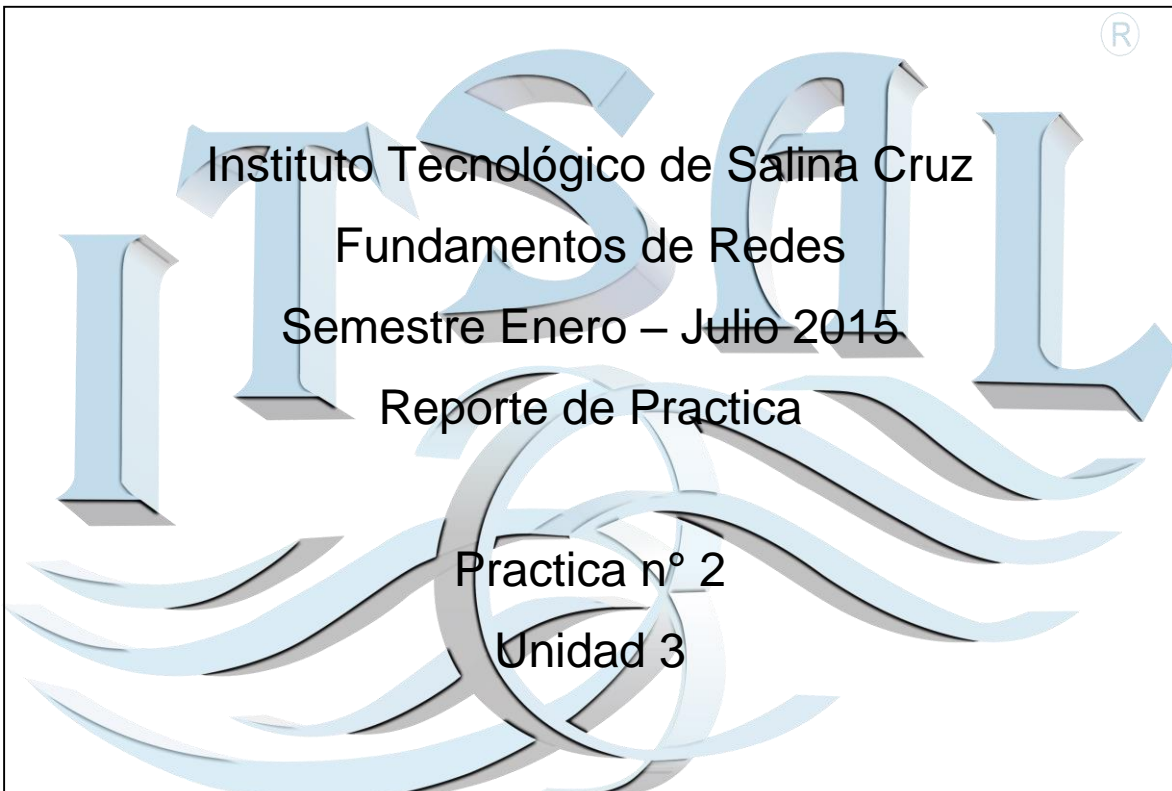 ®
ITSAL
Instituto Tecnológico de Salina Cruz
Fundamentos de Redes
Semestre Enero – Julio 2015
Reporte de Practica
Practica n° 2
Unidad 3